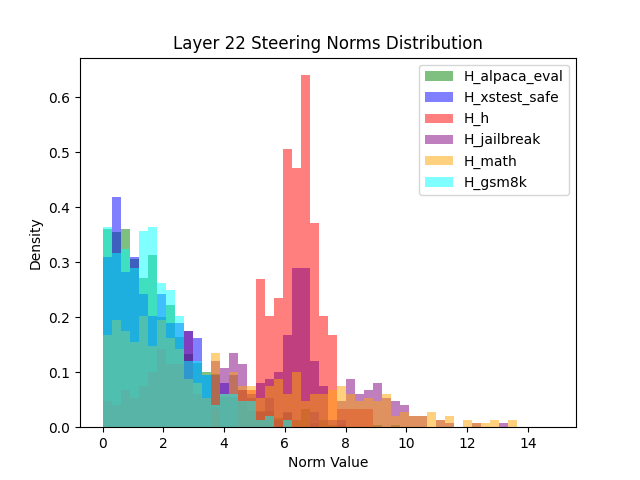 Layer 22 Steering Norms Distribution
H_alpaca_eval
H_xstest_safe
H_h
H_jailbreak
H_math
H_gsm8k
Density
0.6
0.5
0.4
0.3
0.2
0.1
0.0
0 2 4 6 8 10 12 14
Norm Value